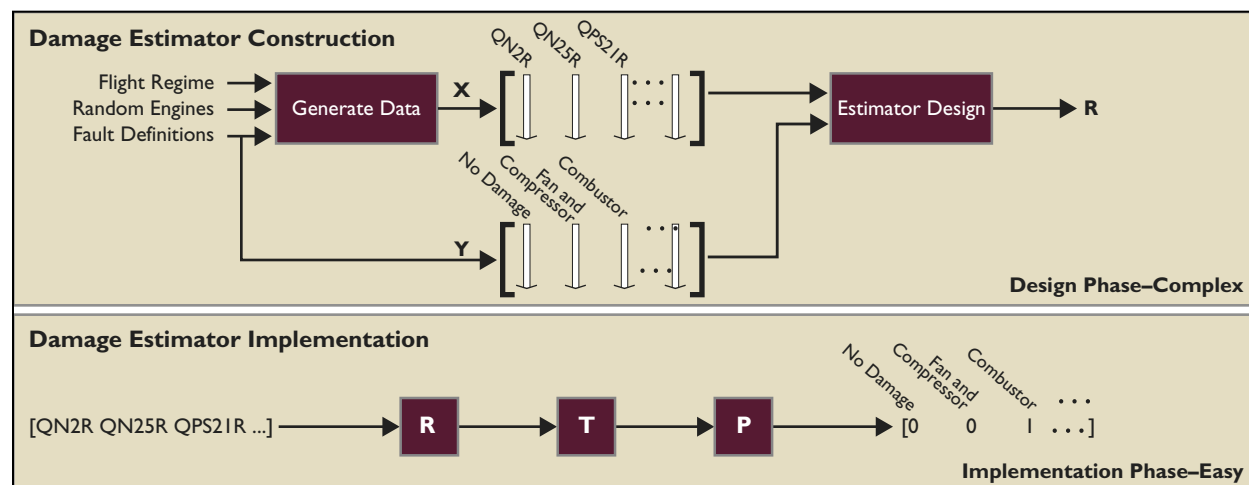 Damage Estimator Construction
QN2R
QN25R
QPS21R
Flight Regime
Random Engines
Fault Definitions
Generate Data
X
. . .
. . .
Estimator Design
R
No Damage
Fan and
Compressor
Combustor
Y
. . .
. . .
Design Phase–Complex
Damage Estimator Implementation
No Damage
Fan and
Compressor
Combustor
. . .
[QN2R QN25R QPS21R ...]
R
T
P
[0 0 1 . . . ]
Implementation Phase–Easy